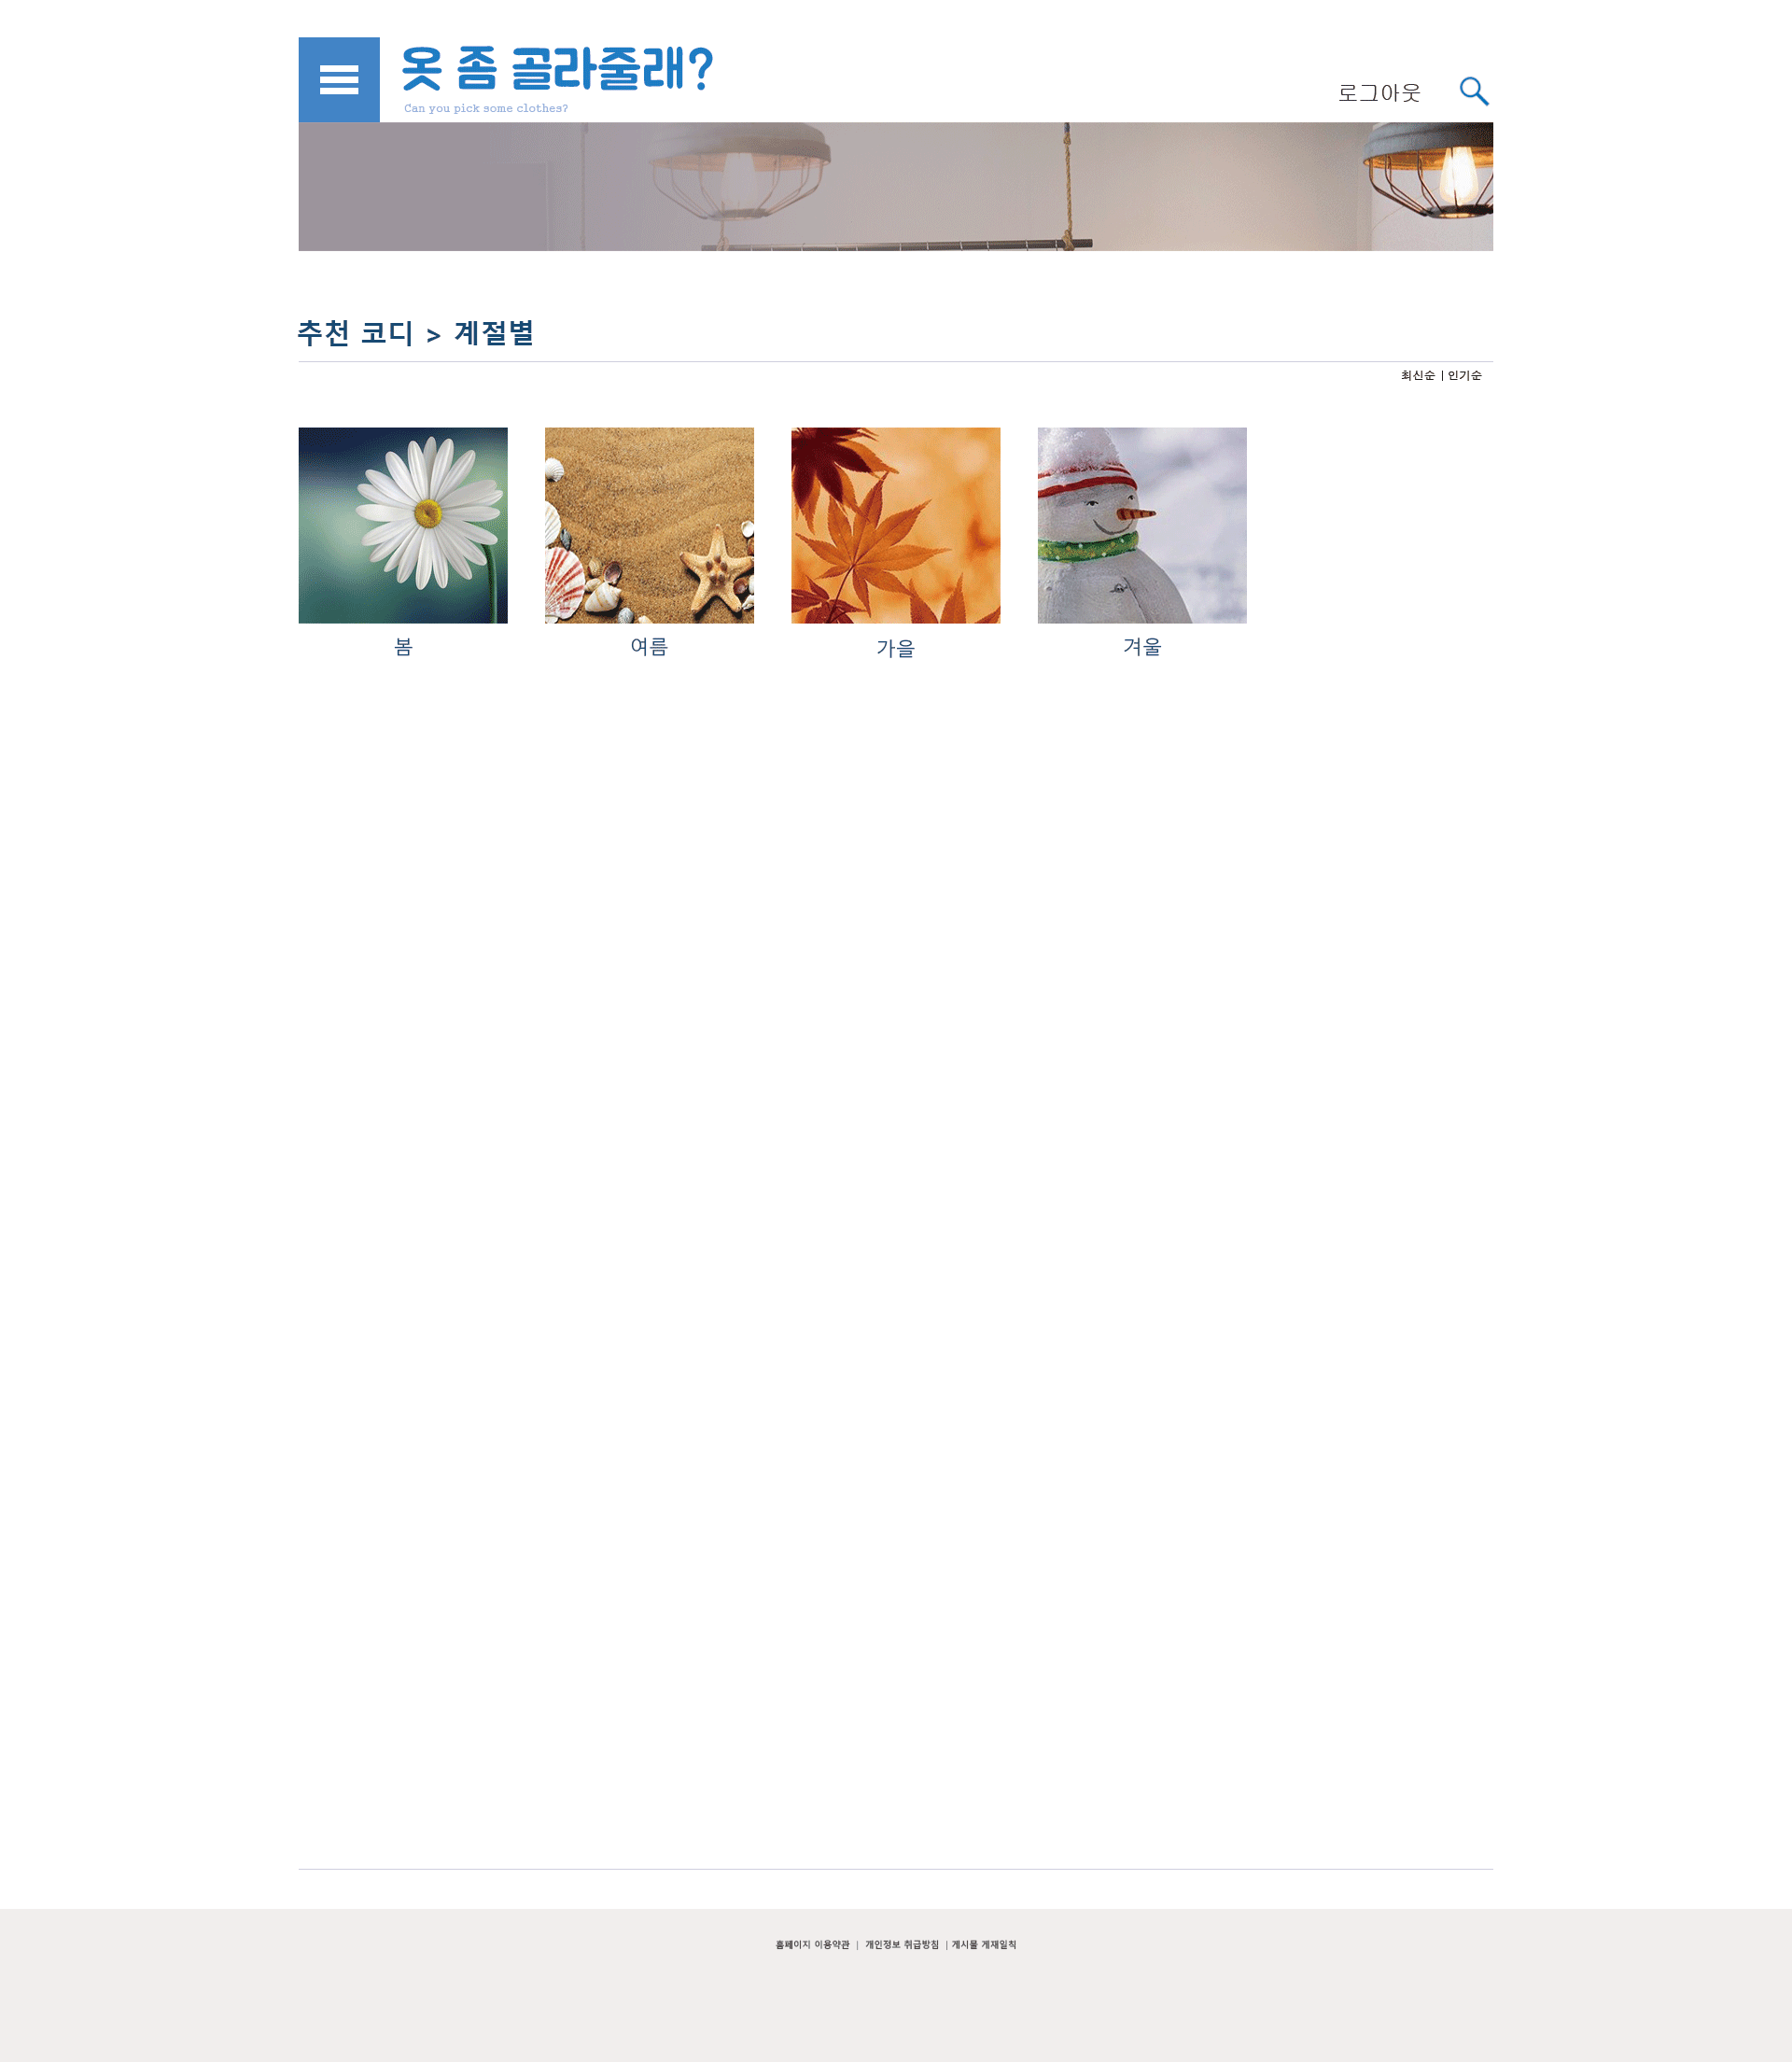 옷 좀 골라줄래?
Can you pick some clothes?
로그아웃
추천 코디 > 계절별
최신순 | 인기순
봄
여름
가을
겨울
홈페이지 이용약관 | 개인정보 취급방침 | 게시물 게재일칙